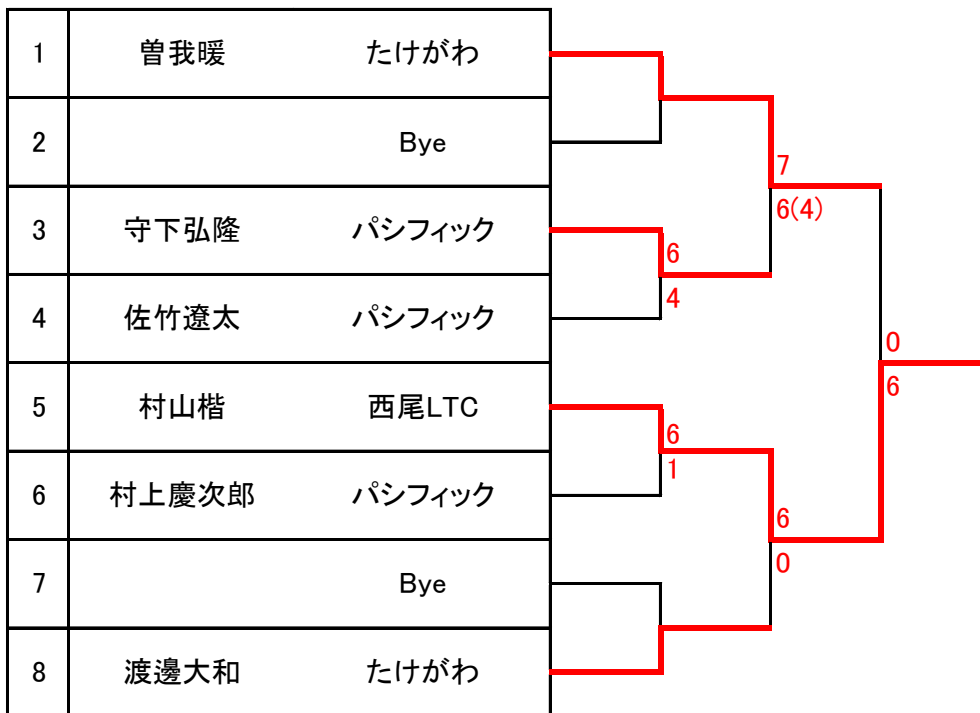 1 曽我暖 たけがわ
2 Bye
7
6(4)
3 守下弘隆 パシフィック
6
4
4 佐竹遼太 パシフィック
0
6
5 村山楷 西尾LTC
6
1
6 村上慶次郎 パシフィック
6
0
7 Bye
8 渡邊大和 たけがわ